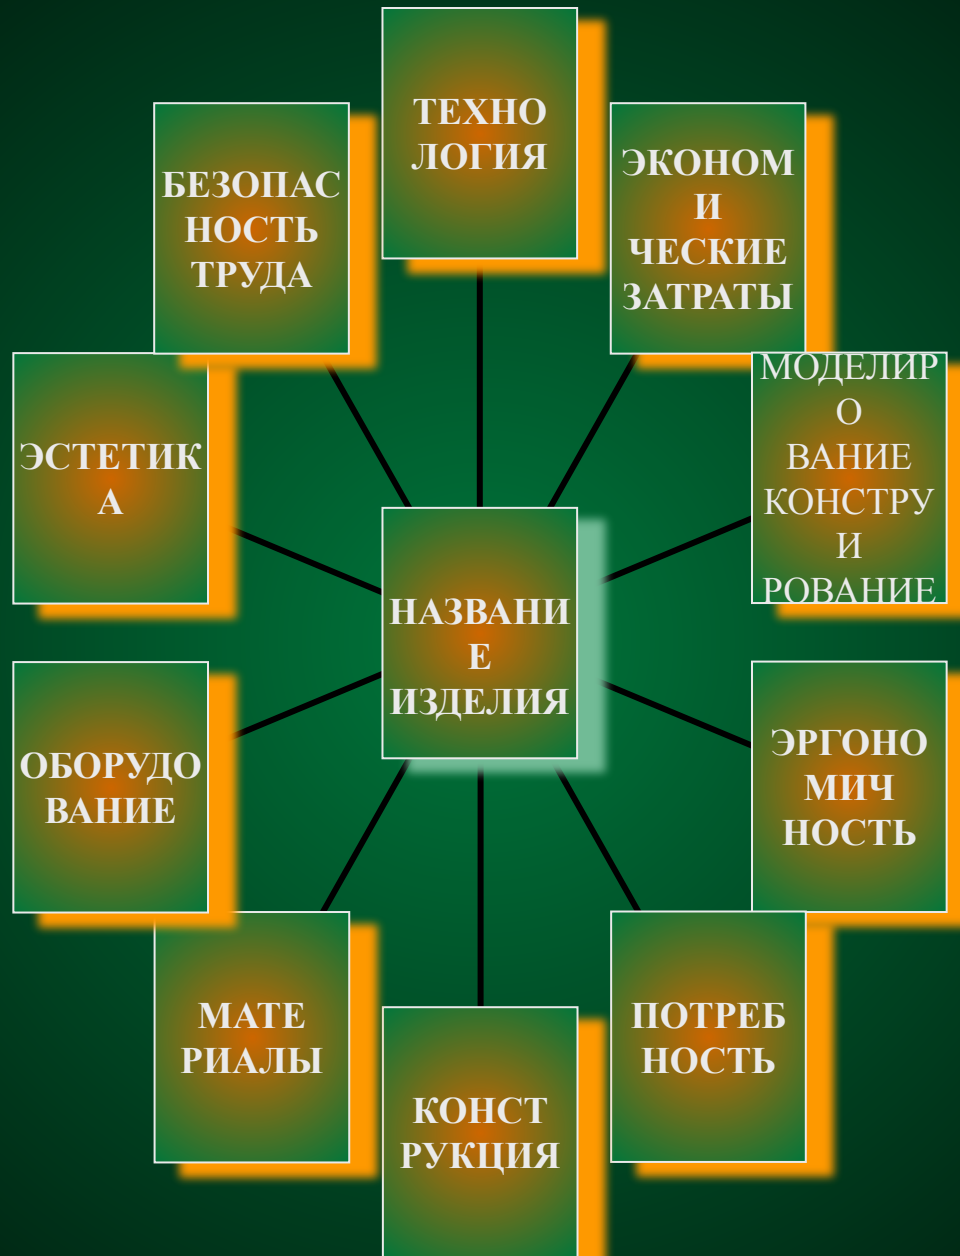 ТЕХНО
ЛОГИЯ
БЕЗОПАС
НОСТЬ
ТРУДА
ЭКОНОМ
И
ЧЕСКИЕ
ЗАТРАТЫ
ЭСТЕТИК
А
МОДЕЛИР
О
ВАНИЕ
КОНСТРУ
И
РОВАНИЕ
НАЗВАНИ
Е
ИЗДЕЛИЯ
ОБОРУДО
ВАНИЕ
ЭРГОНО
МИЧ
НОСТЬ
МАТЕ
РИАЛЫ
ПОТРЕБ
НОСТЬ
КОНСТ
РУКЦИЯ